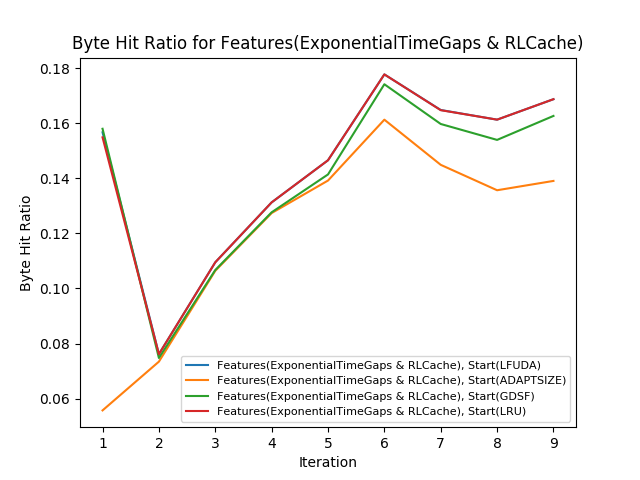 Byte Hit Ratio for Features(ExponentialTimeGaps & RLCache)
0.18
0.16
0.14
0.12
0.10
0.08
0.06
Byte Hit Ratio
Features(ExponentialTimeGaps & RLCache), Start(LFUDA)
Features(ExponentialTimeGaps & RLCache), Start(ADAPTSIZE)
Features(ExponentialTimeGaps & RLCache), Start(GDSF)
Features(ExponentialTimeGaps & RLCache), Start(LRU)
1 2 3 4 5 6 7 8 9
Iteration